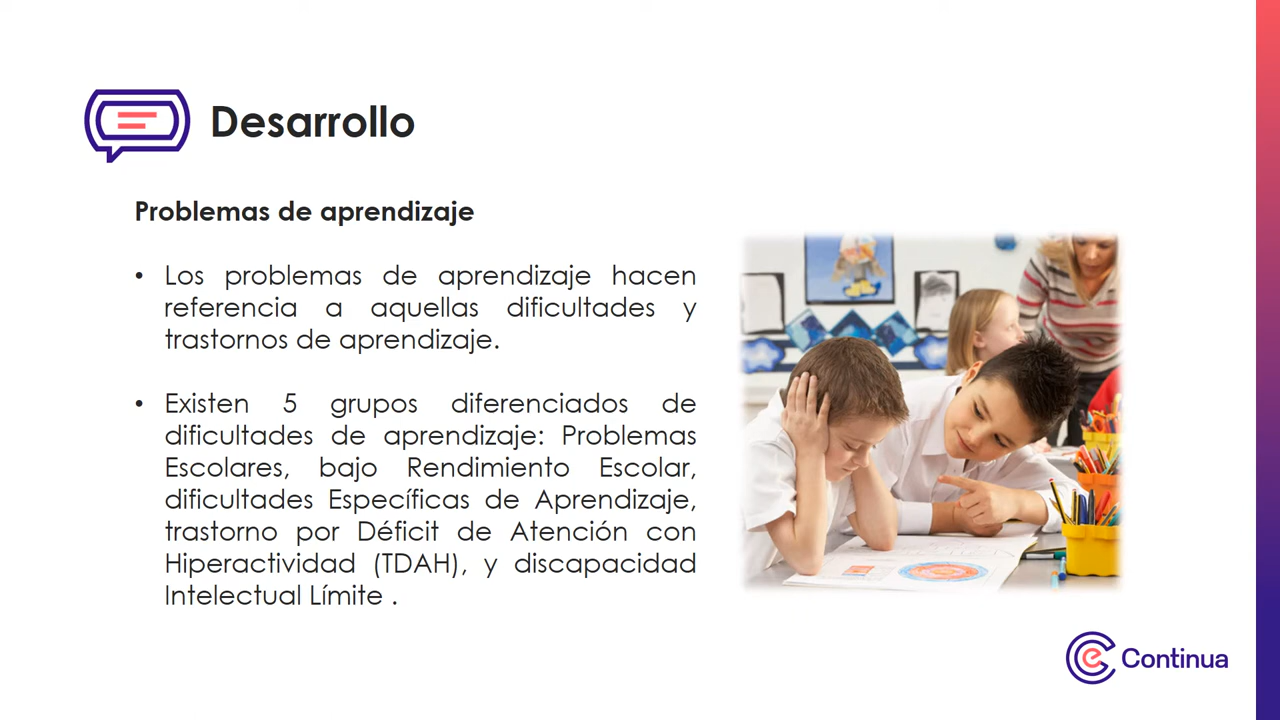 Desarrollo
Problemas de aprendizaje
• Los problemas de aprendizaje hacen
referencia a aquellas dificultades y
trastornos de aprendizaje.
• Existen 5 grupos diferenciados de
dificultades de aprendizaje: Problemas
Escolares, bajo Rendimiento Escolar,
dificultades Específicas de Aprendizaje,
trastorno por Déficit de Atención con
Hiperactividad (TDAH), y discapacidad
Intelectual Límite .
e Continua